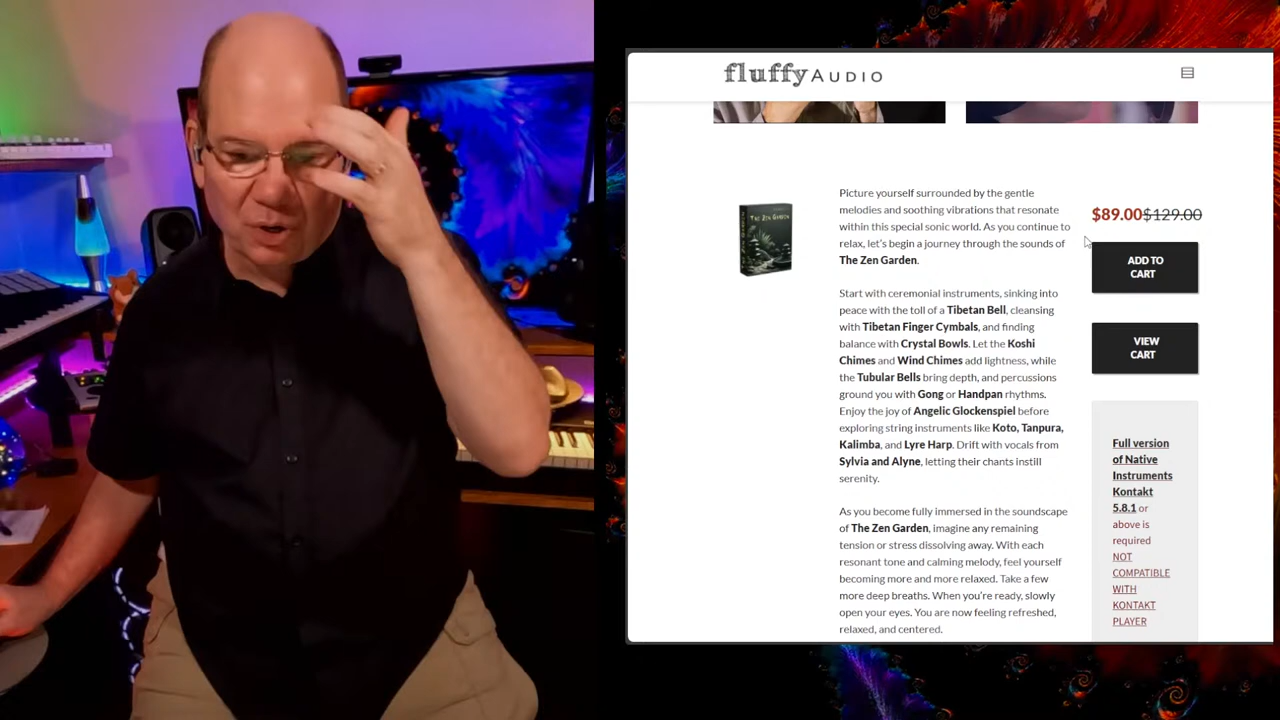 fluffy AUDIO
THE ZEN GARDEN
Picture yourself surrounded by the gentle
melodies and soothing vibrations that resonate
within this special sonic world. As you continue to
relax, let's begin a journey through the sounds of
The Zen Garden.
Start with ceremonial instruments, sinking into
peace with the toll of a Tibetan Bell, cleansing
with Tibetan Finger Cymbals, and finding
balance with Crystal Bowls. Let the Koshi
Chimes and Wind Chimes add lightness, while
the Tubular Bells bring depth, and percussions
ground you with Gong or Handpan rhythms.
Enjoy the joy of Angelic Glockenspiel before
exploring string instruments like Koto, Tanpura,
Kalimba, and Lyre Harp. Drift with vocals from
Sylvia and Alyne, letting their chants instill
serenity.
As you become fully immersed in the soundscape
of The Zen Garden, imagine any remaining
tension or stress dissolving away. With each
resonant tone and calming melody, feel yourself
becoming more and more relaxed. Take a few
more deep breaths. When you're ready, slowly
open your eyes. You are now feeling refreshed,
relaxed, and centered.
$89.00$129.00
ADD TO
CART
VIEW
CART
Full version
of Native
Instruments
Kontakt
5.8.1 or
above is
required
NOT
COMPATIBLE
WITH
KONTAKT
PLAYER